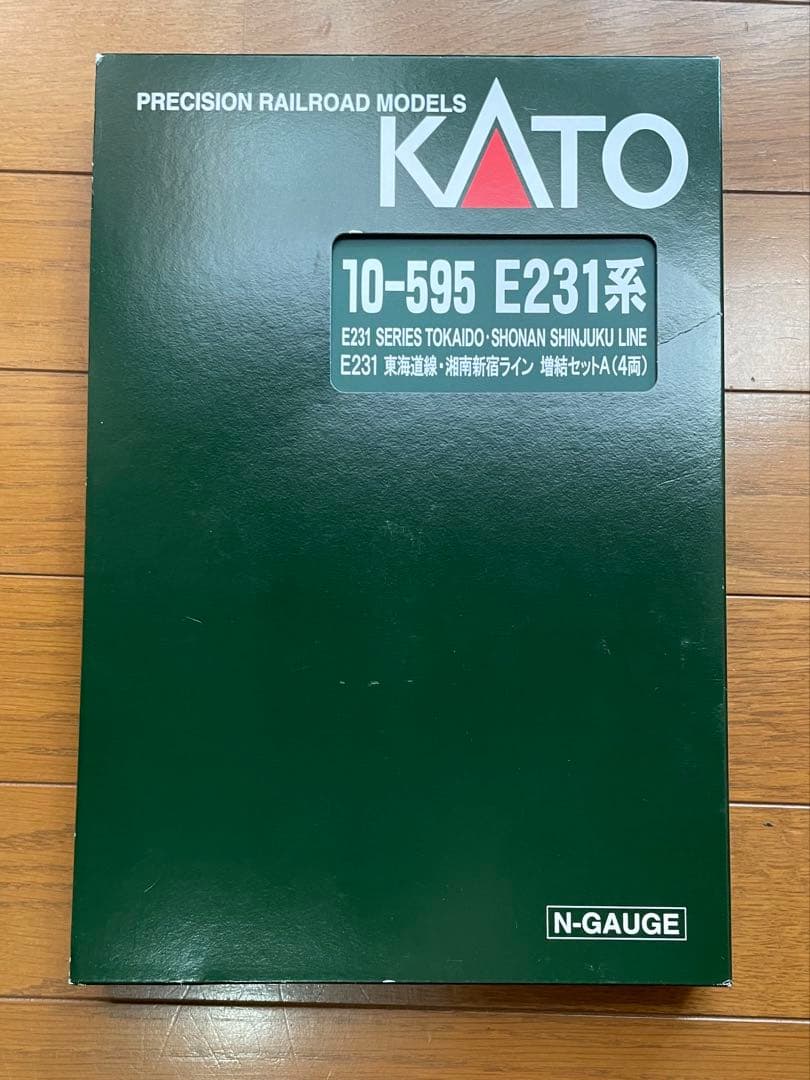 PRECISION RAILROAD MODELS
KATO
10-595 E231系
E231 SERIES TOKAIDO･SHONAN SHINJUKU LINE
E231 東海道線･湘南新宿ライン 増結セットA(4両)
N-GAUGE